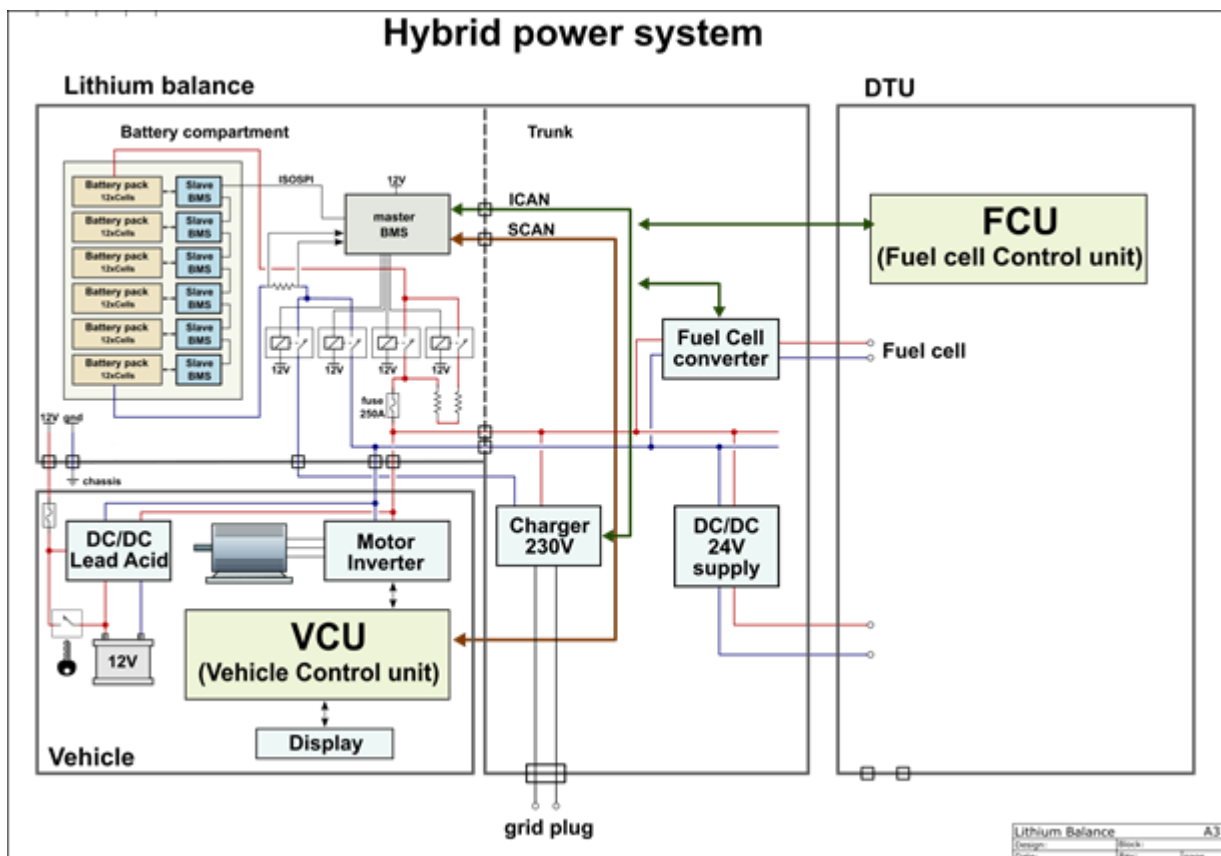 Hybrid power system
Lithium balance
DTU
Battery compartment
Trunk
Battery pack
12xCells
Slave
BMS
Battery pack
12xCells
Slave
BMS
Battery pack
12xCells
Slave
BMS
Battery pack
12xCells
Slave
BMS
Battery pack
12xCells
Slave
BMS
Battery pack
12xCells
Slave
BMS
ISOSPI
12V
master
BMS
ICAN
SCAN
FCU
(Fuel cell Control unit)
Fuel Cell
converter
Fuel cell
12V
12V
12V
12V
fuse
250A
12V
gnd
chassis
DC/DC
Lead Acid
Motor
Inverter
Charger
230V
DC/DC
24V
supply
VCU
(Vehicle Control unit)
12V
Display
Vehicle
grid plug
Lithium Balance
A3
Design:
Block: